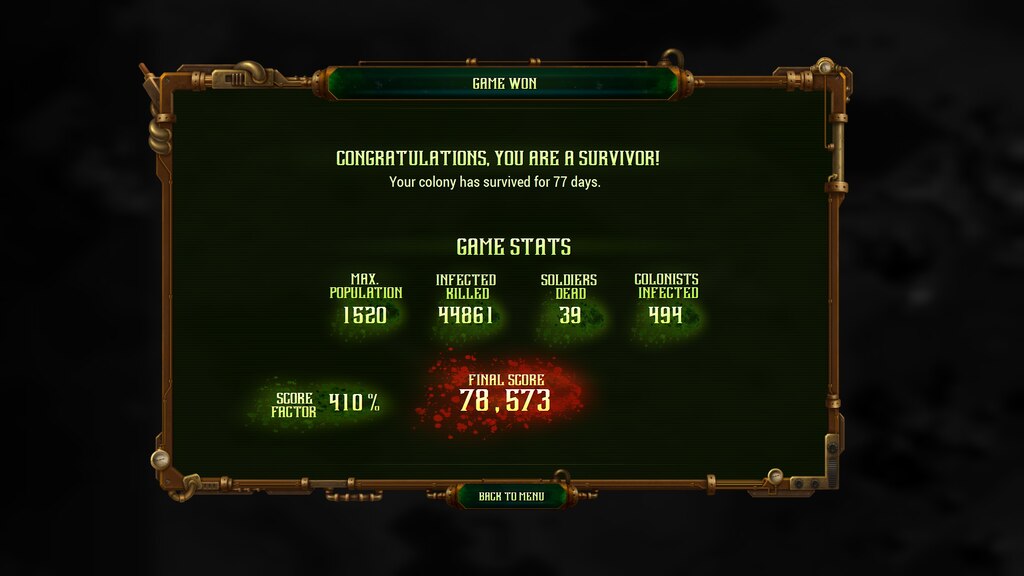 GAME WON
CONGRATULATIONS, YOU ARE A SURVIVOR!
Your colony has survived for 77 days.
GAME STATS
MAX. POPULATION
1520
INFECTED KILLED
44861
SOLDIERS DEAD
39
COLONISTS INFECTED
494
SCORE FACTOR
410 %
FINAL SCORE
78,573
BACK TO MENU